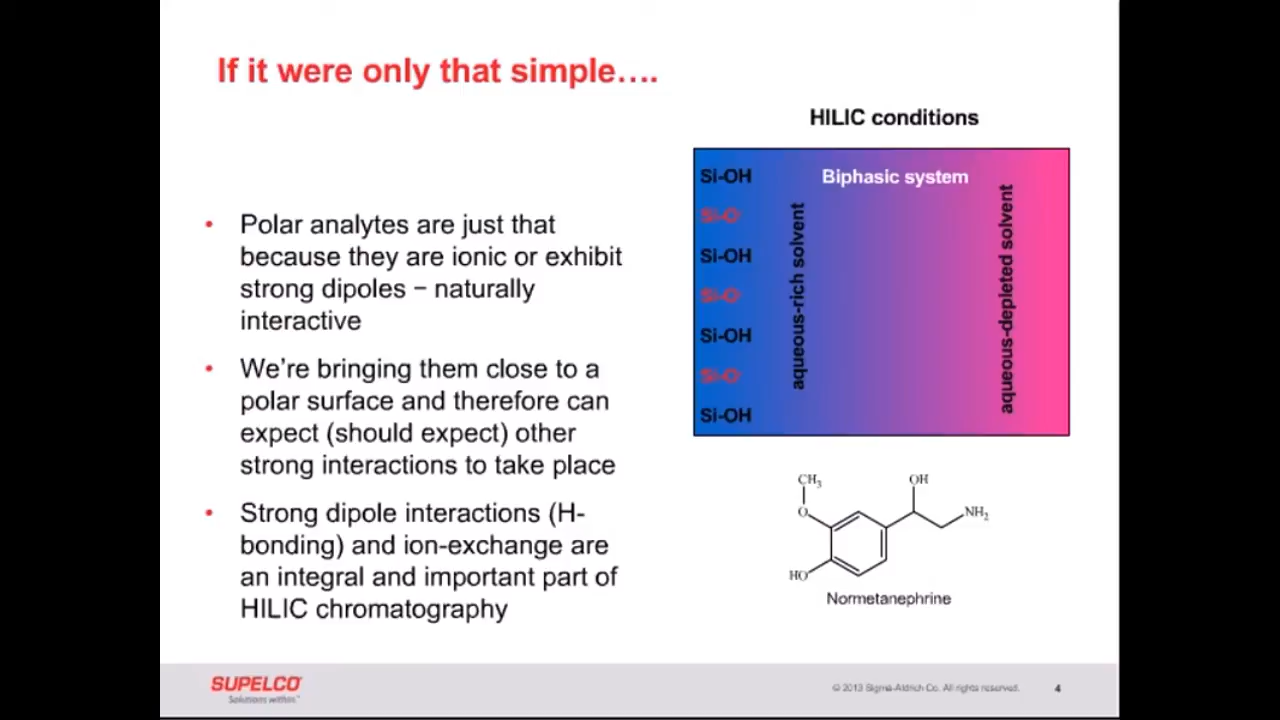 If it were only that simple….
• Polar analytes are just that
because they are ionic or exhibit
strong dipoles − naturally
interactive
• We’re bringing them close to a
polar surface and therefore can
expect (should expect) other
strong interactions to take place
• Strong dipole interactions (H-
bonding) and ion-exchange are
an integral and important part of
HILIC chromatography
HILIC conditions
Biphasic system
Si-OH
Si-O-
Si-OH
Si-O-
Si-OH
Si-O-
Si-OH
aqueous-rich solvent
aqueous-depleted solvent
CH3
O
HO
OH
NH2
Normetanephrine
SUPELCO
Solutions within.™
© 2013 Sigma-Aldrich Co. All rights reserved.
4